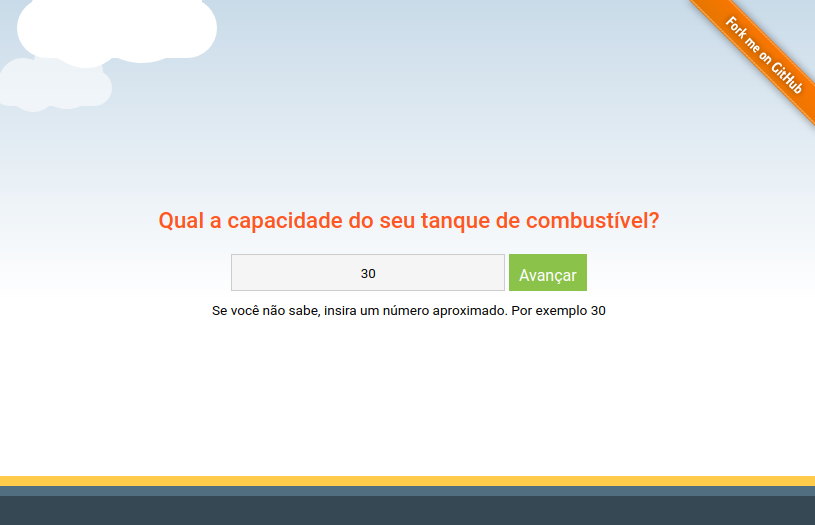 Fork me on GitHub
Qual a capacidade do seu tanque de combustível?
30
Avançar
Se você não sabe, insira um número aproximado. Por exemplo 30